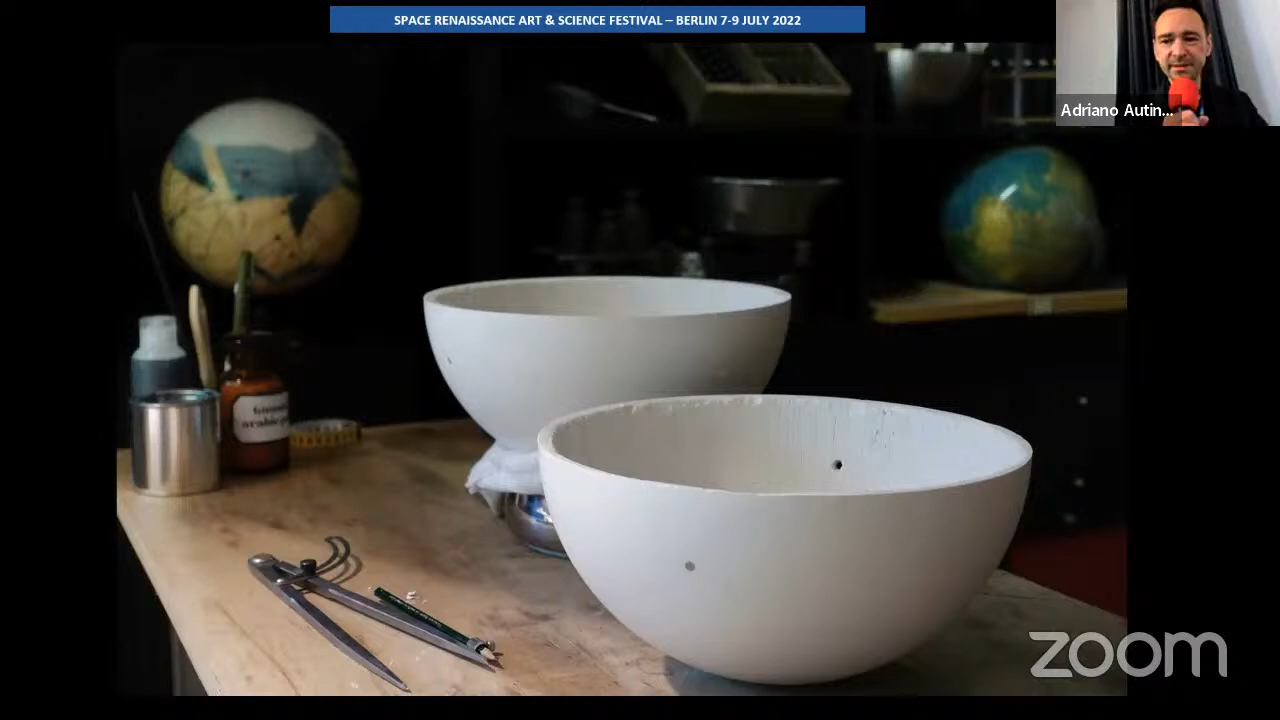 SPACE RENAISSANCE ART & SCIENCE FESTIVAL – BERLIN 7-9 JULY 2022
Adriano Autin...
zoom